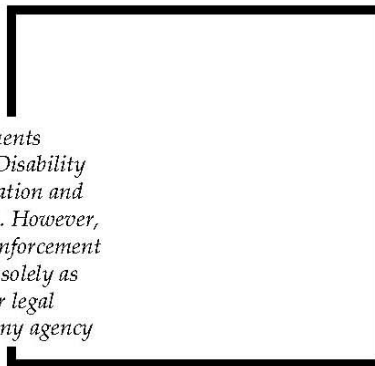 ents
Disability
ation and
. However,
nforcement
solely as
r legal
ny agency